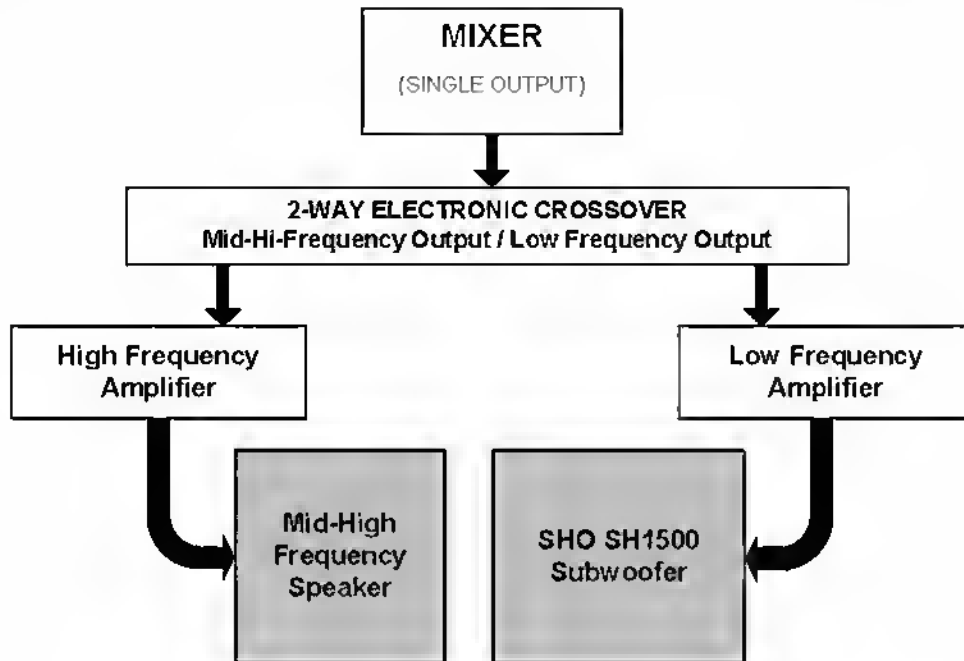 MIXER
(SINGLE OUTPUT)
2-WAY ELECTRONIC CROSSOVER
Mid-Hi-Frequency Output / Low Frequency Output
High Frequency
Amplifier
Low Frequency
Amplifier
Mid-High
Frequency
Speaker
SHO SH1500
Subwoofer